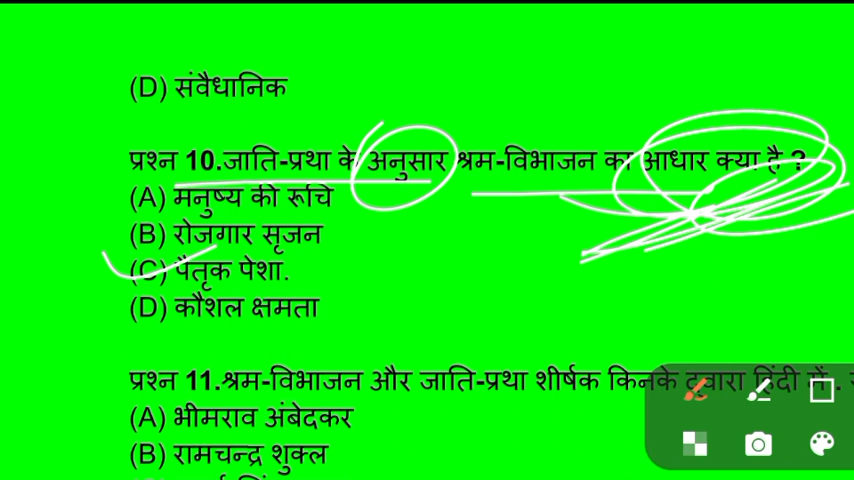 (D) संवैधानिक
प्रश्न 10.जाति-प्रथा के अनुसार श्रम-विभाजन का आधार क्या है ?
(A) मनुष्य की रूचि
(B) रोजगार सृजन
(C) पैतृक पेशा.
(D) कौशल क्षमता
प्रश्न 11.श्रम-विभाजन और जाति-प्रथा शीर्षक किनके द्वारा हिंदी में .
(A) भीमराव अंबेदकर
(B) रामचन्द्र शुक्ल